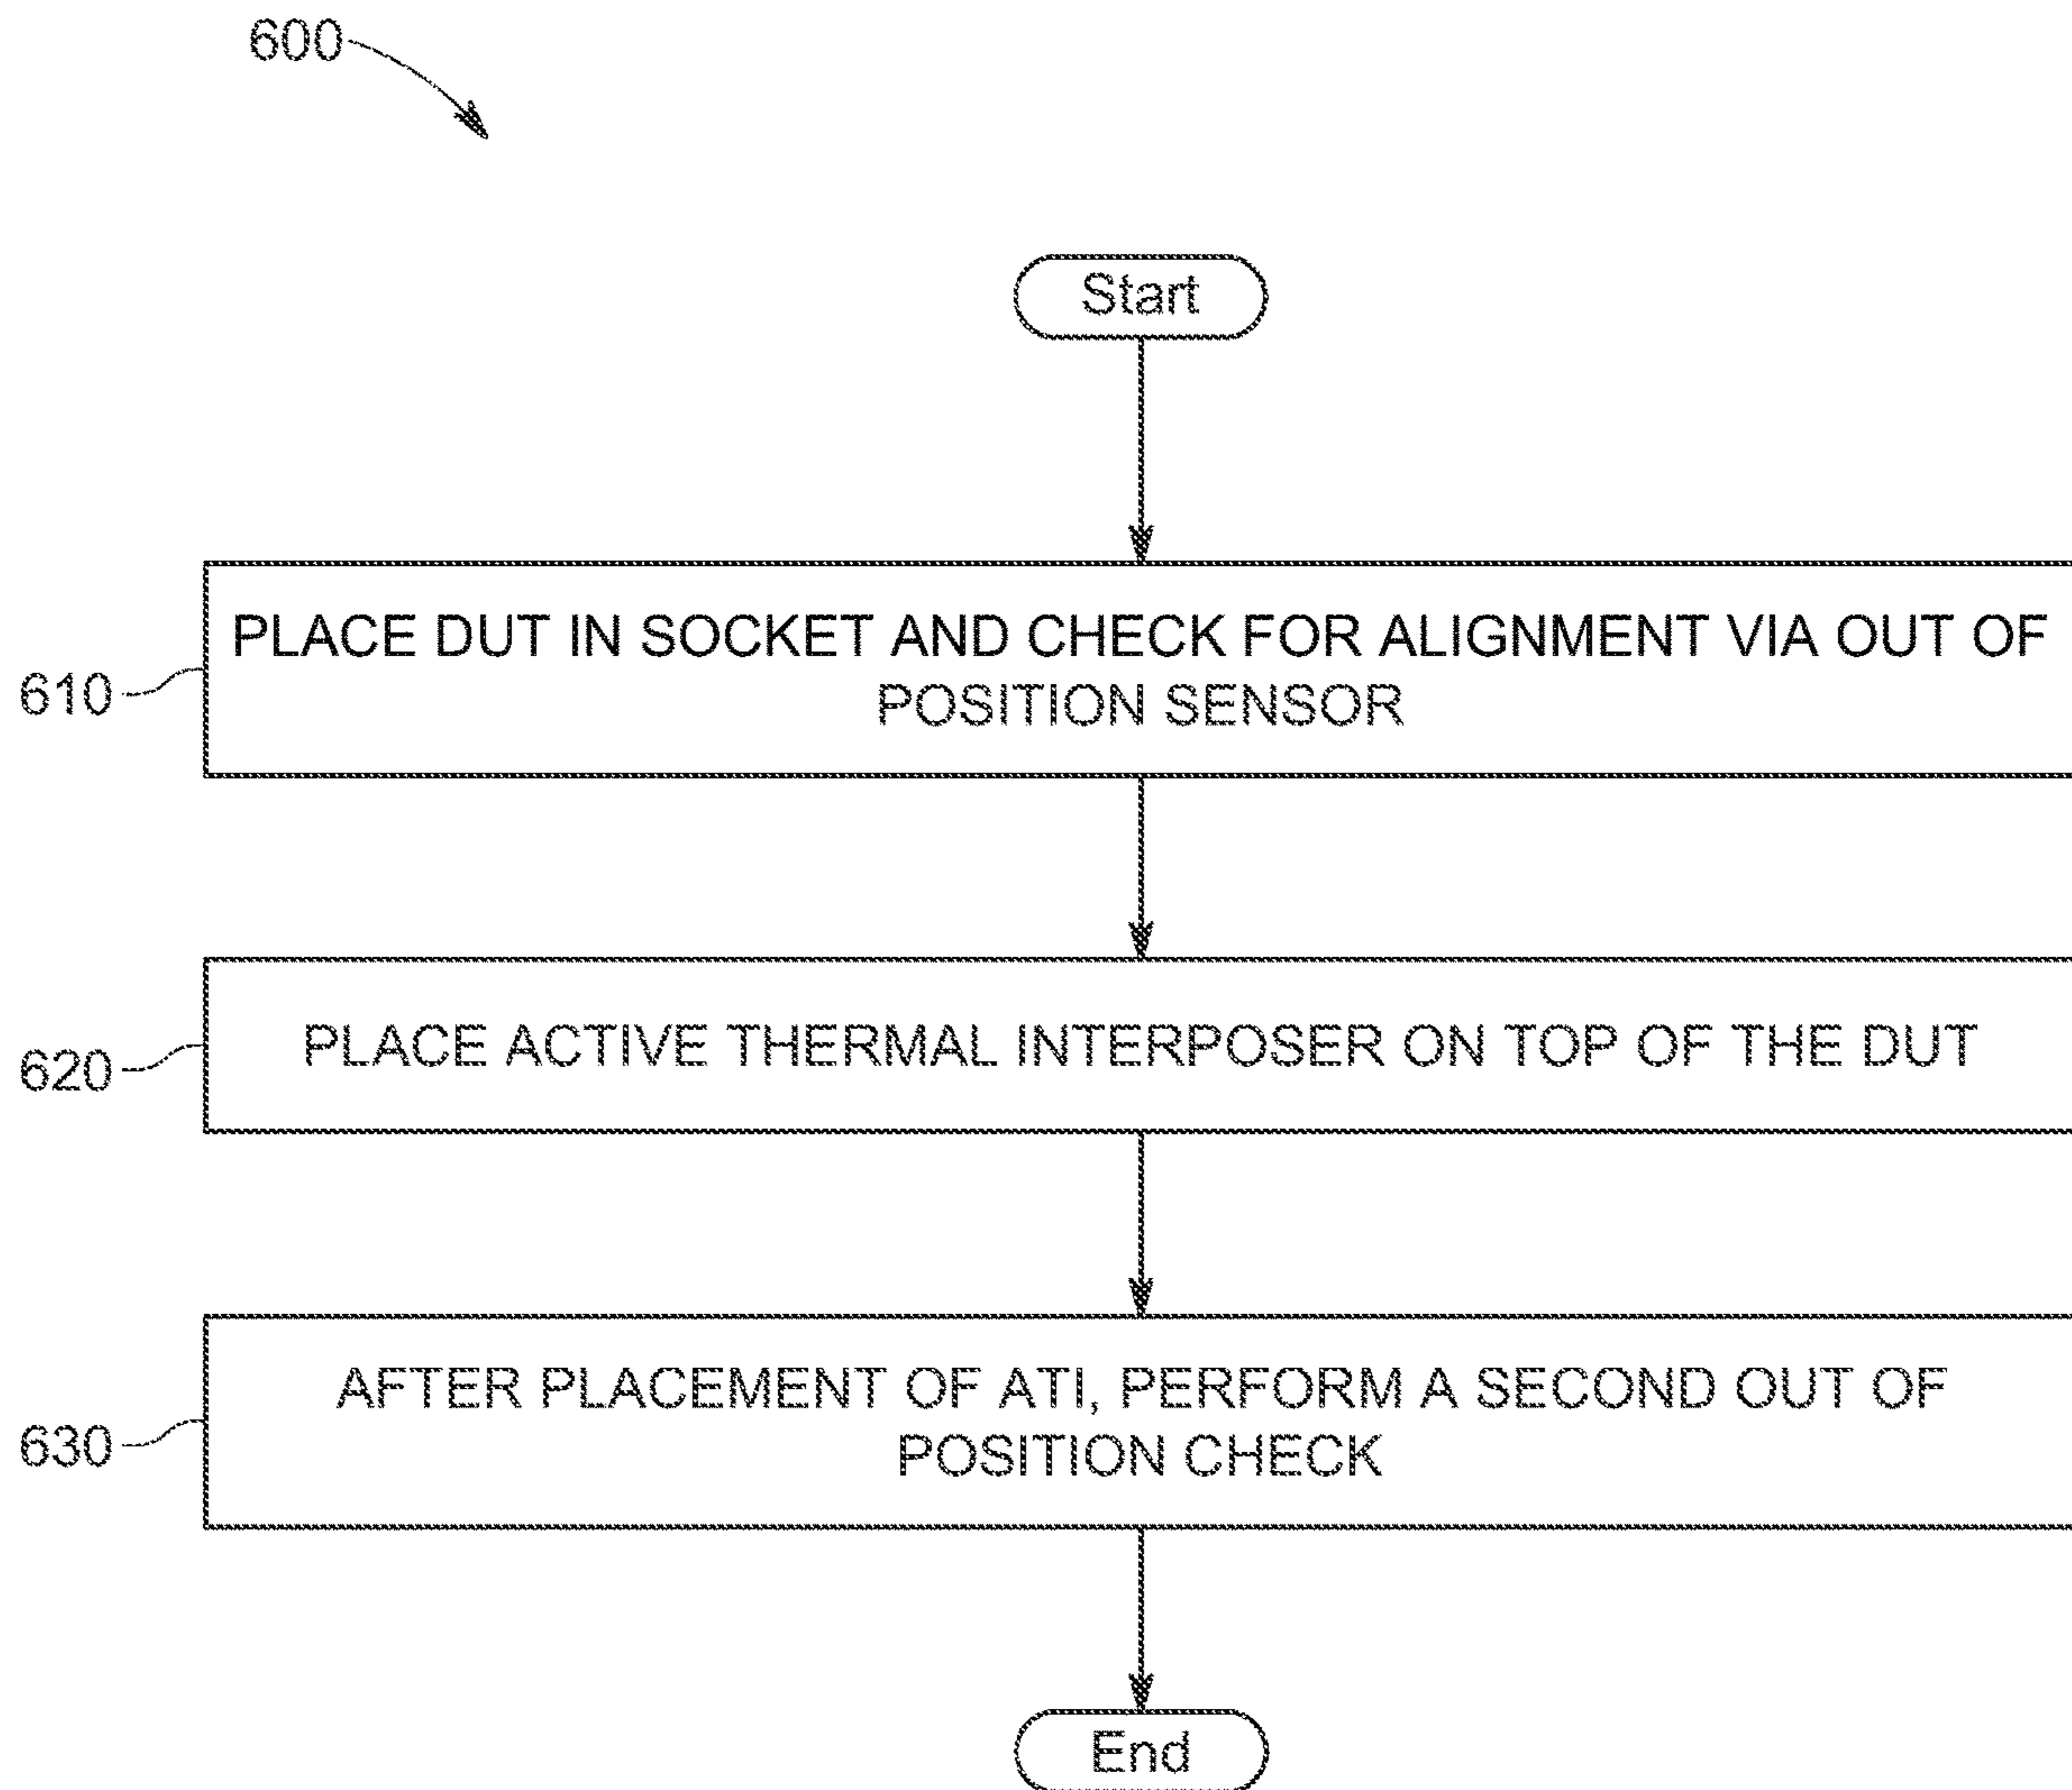 600
Start
PLACE DUT IN SOCKET AND CHECK FOR ALIGNMENT VIA OUT OF
POSITION SENSOR
610
PLACE ACTIVE THERMAL INTERPOSER ON TOP OF THE DUT
620
AFTER PLACEMENT OF ATI, PERFORM A SECOND OUT OF
POSITION CHECK
630
End